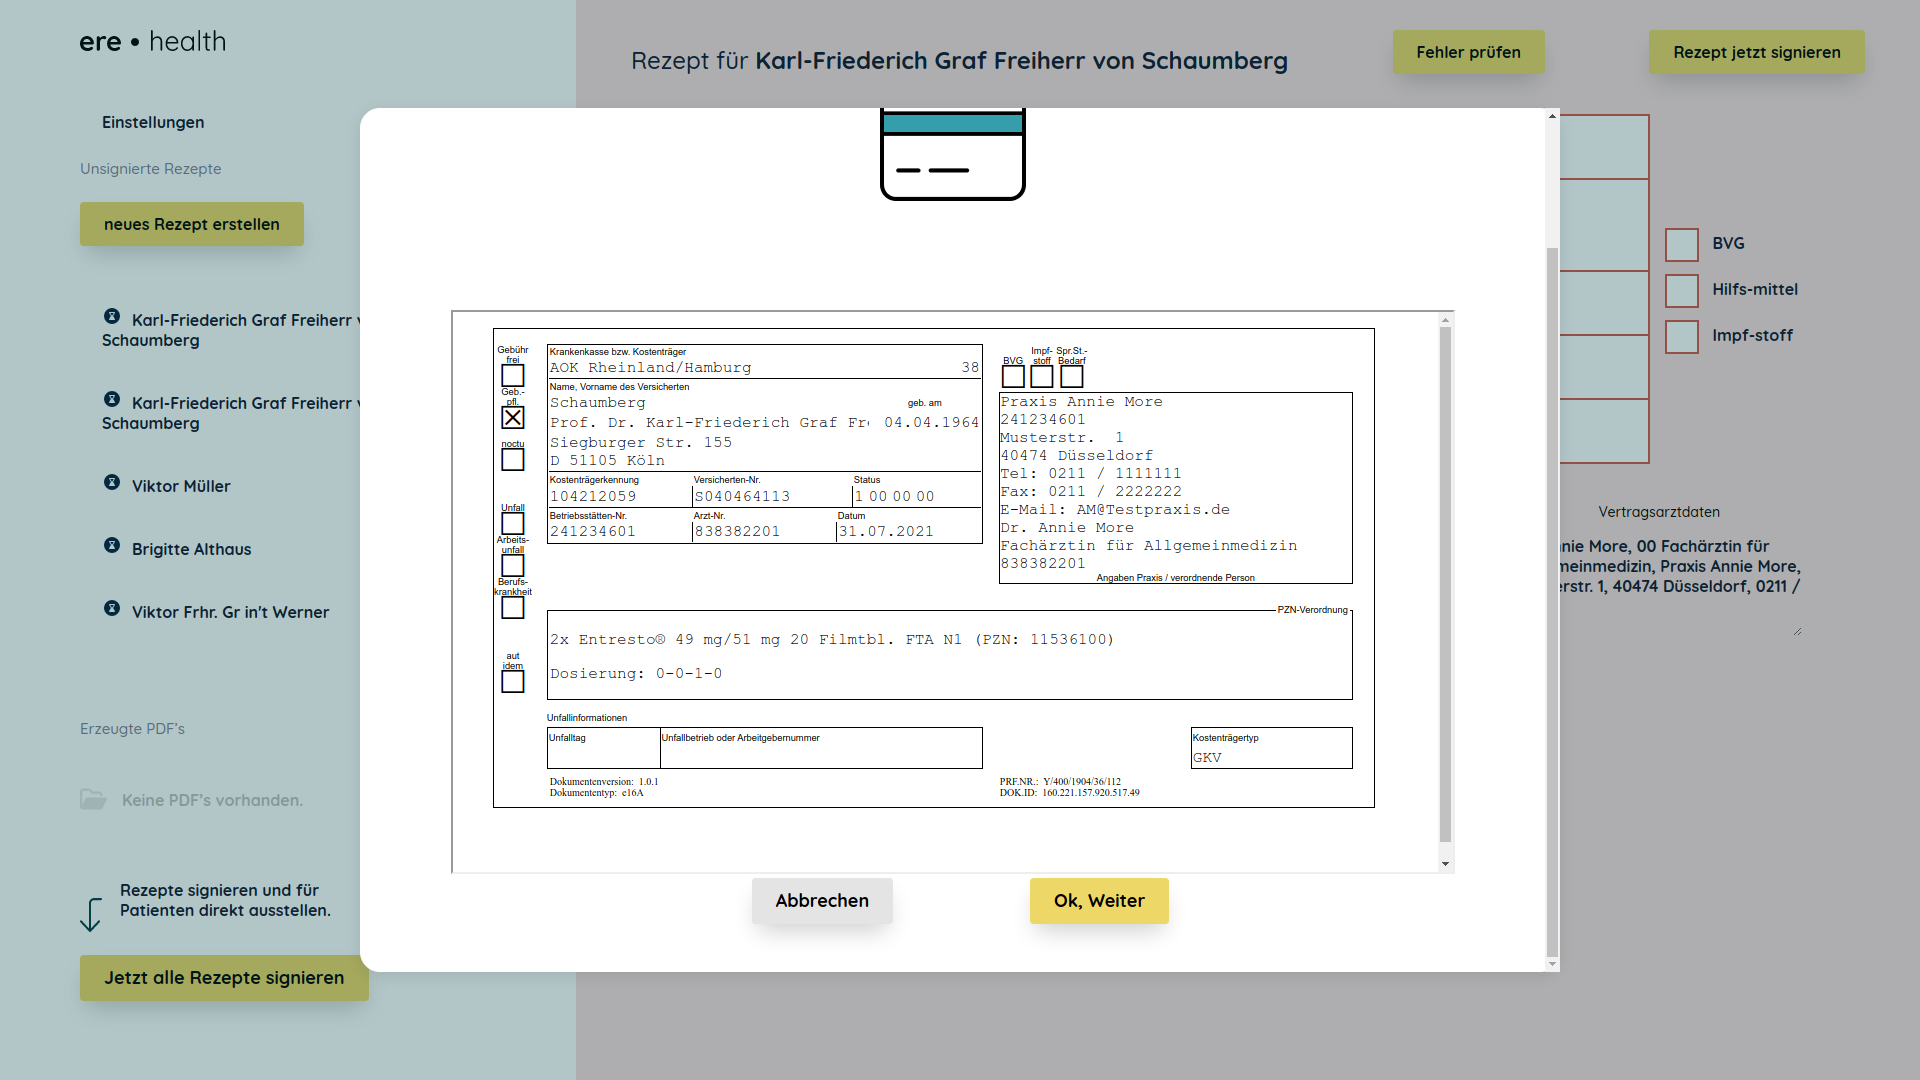 ere • health
Einstellungen
Unsignierte Rezepte
neues Rezept erstellen
Karl-Friederich Graf Freiherr
Schaumberg
Karl-Friederich Graf Freiherr
Schaumberg
Viktor Müller
Brigitte Althaus
Viktor Frhr. Gr in't Werner
Erzeugte PDF's
Keine PDF's vorhanden.
Rezepte signieren und für
Patienten direkt ausstellen.
Jetzt alle Rezepte signieren
Rezept für Karl-Friederich Graf Freiherr von Schaumberg
Fehler prüfen
Rezept jetzt signieren
Gebühr
frei
Geb.-
pfl.
noctu
Unfall
Arbeits-
unfall
Berufs-
krankheit
aut
idem
Krankenkasse bzw. Kostenträger
AOK Rheinland/Hamburg 38
Name, Vorname des Versicherten
Schaumberg geb. am
Prof. Dr. Karl-Friederich Graf Fr 04.04.1964
Siegburger Str. 155
D 51105 Köln
Kostenträgerkennung Versicherten-Nr. Status
104212059 S040464113 1 00 00 00
Betriebsstätten-Nr. Arzt-Nr. Datum
241234601 838382201 31.07.2021
BVG Impf-stoff Spr.St.-Bedarf
Praxis Annie More
241234601
Musterstr. 1
40474 Düsseldorf
Tel: 0211 / 1111111
Fax: 0211 / 2222222
E-Mail: AM@Testpraxis.de
Dr. Annie More
Fachärztin für Allgemeinmedizin
838382201
Angaben Praxis / verordnende Person
PZN-Verordnung
2x Entresto® 49 mg/51 mg 20 Filmtbl. FTA N1 (PZN: 11536100)
Dosierung: 0-0-1-0
Unfallinformationen
Unfalltag Unfallbetrieb oder Arbeitgebernummer
Kostenträgertyp
GKV
Dokumentenversion: 1.0.1
Dokumententyp: e16A
PRF.NR.: Y/400/1904/36/112
DOK.ID: 160.221.157.920.517.49
Abbrechen
Ok, Weiter
BVG
Hilfs-mittel
Impf-stoff
Vertragsarztdaten
nie More, 00 Fachärztin für
meinmedizin, Praxis Annie More,
rstr. 1, 40474 Düsseldorf, 0211 /